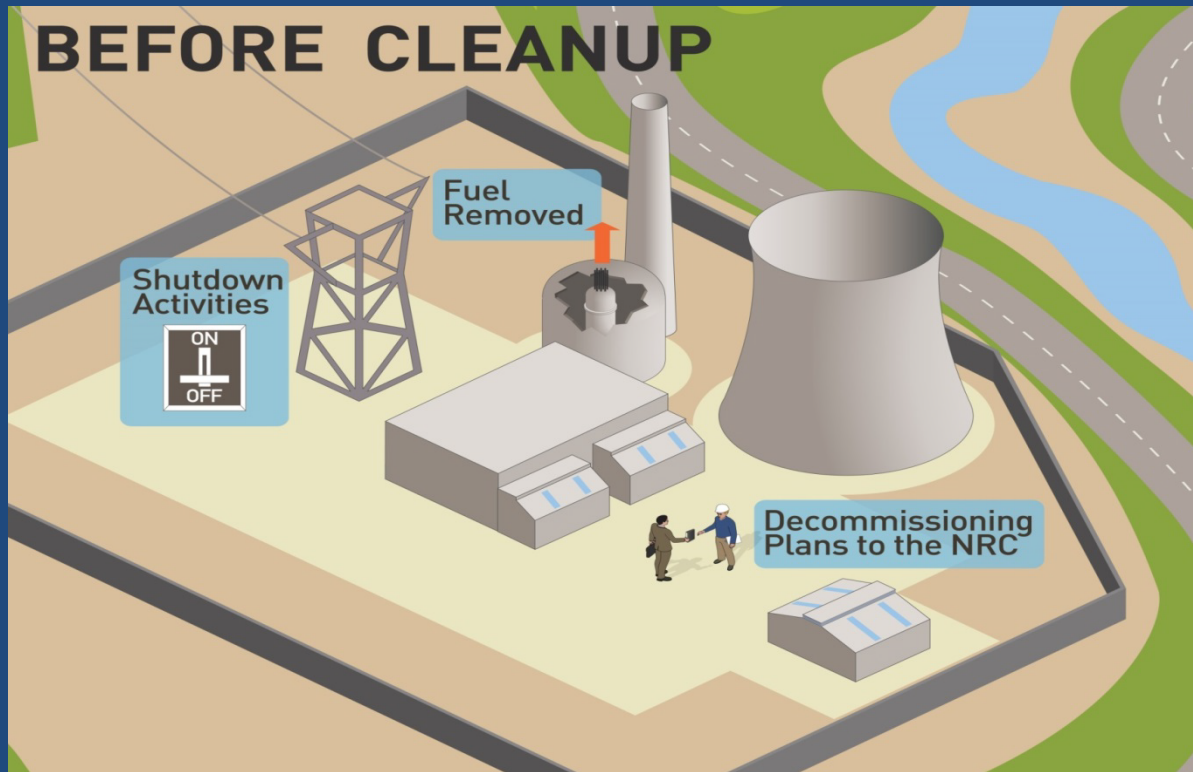 BEFORE CLEANUP
Fuel
Removed
Shutdown
Activities
ON
OFF
Decommissioning
Plans to the NRC